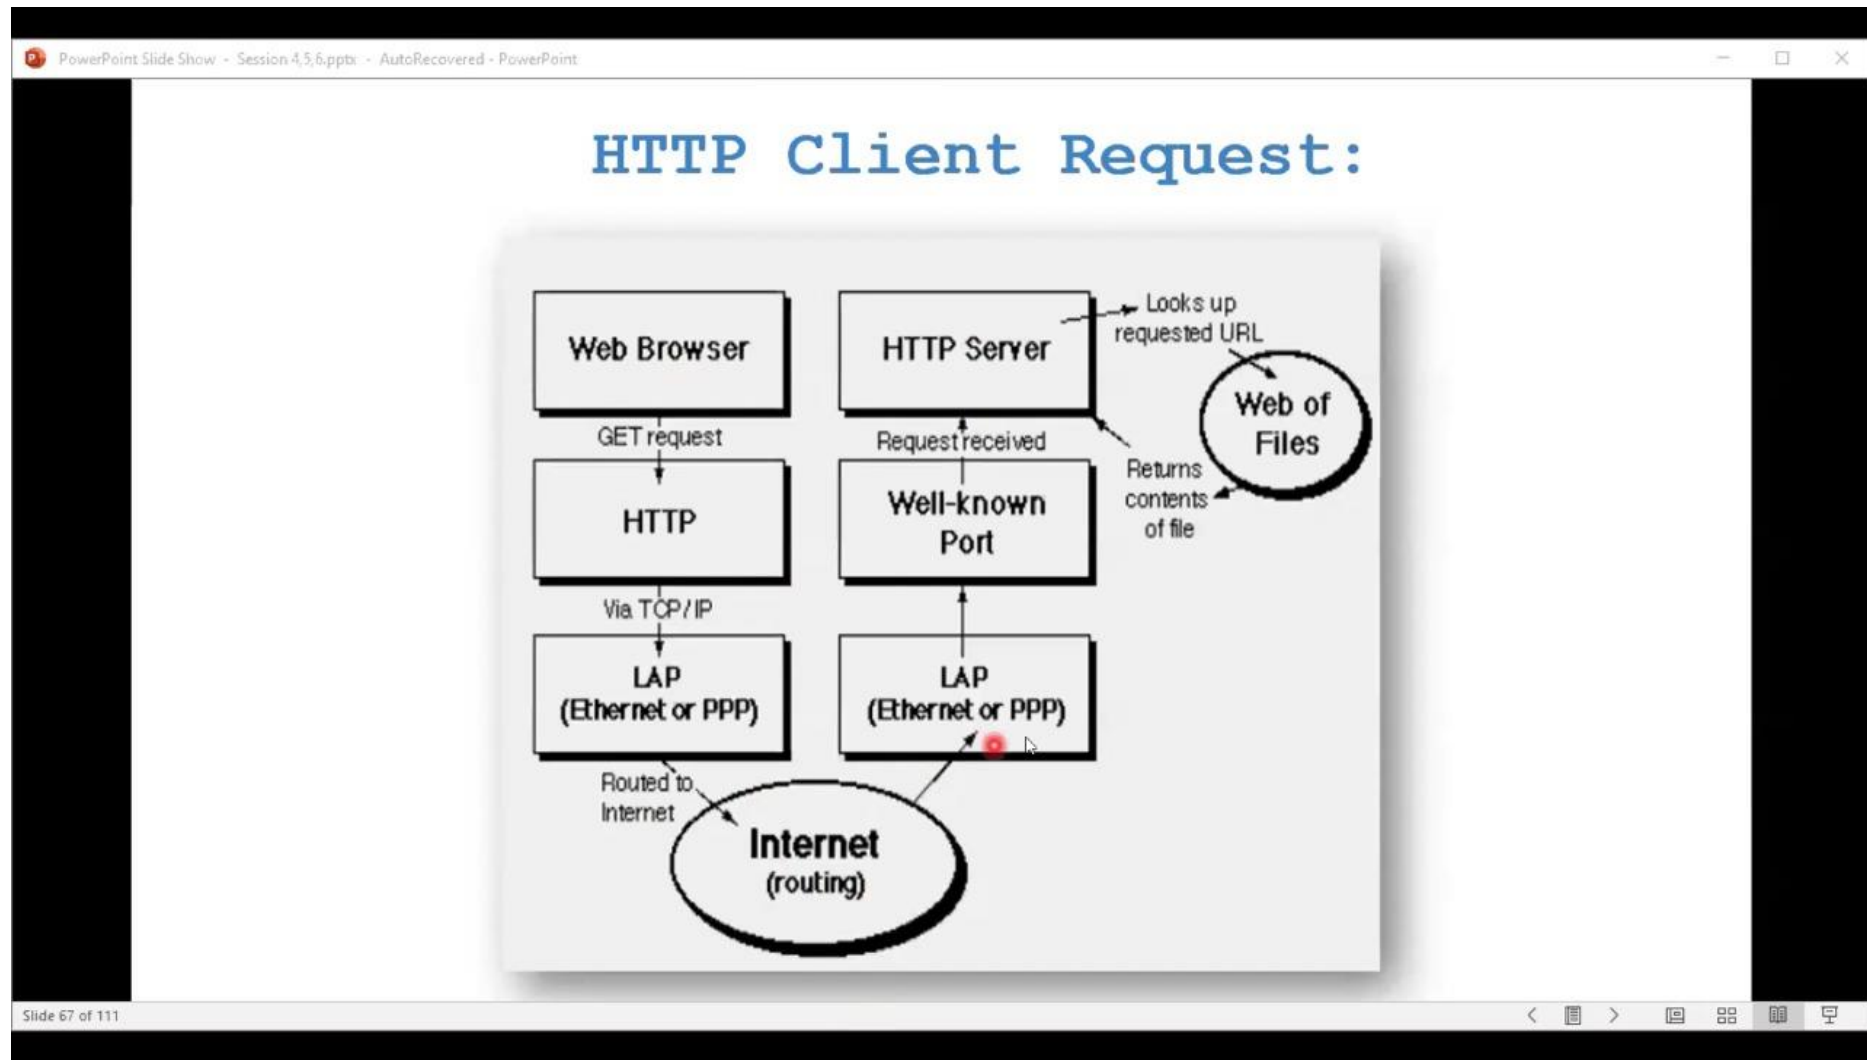 PowerPoint Slide Show - Session 4,5,6.pptx - AutoRecovered - PowerPoint
HTTP Client Request:
Web Browser
GET request
HTTP
Via TCP/IP
LAP
(Ethernet or PPP)
Routed to
Internet
Internet
(routing)
LAP
(Ethernet or PPP)
Well-known
Port
Request received
HTTP Server
Looks up
requested URL
Web of
Files
Returns
contents
of file
Slide 67 of 111